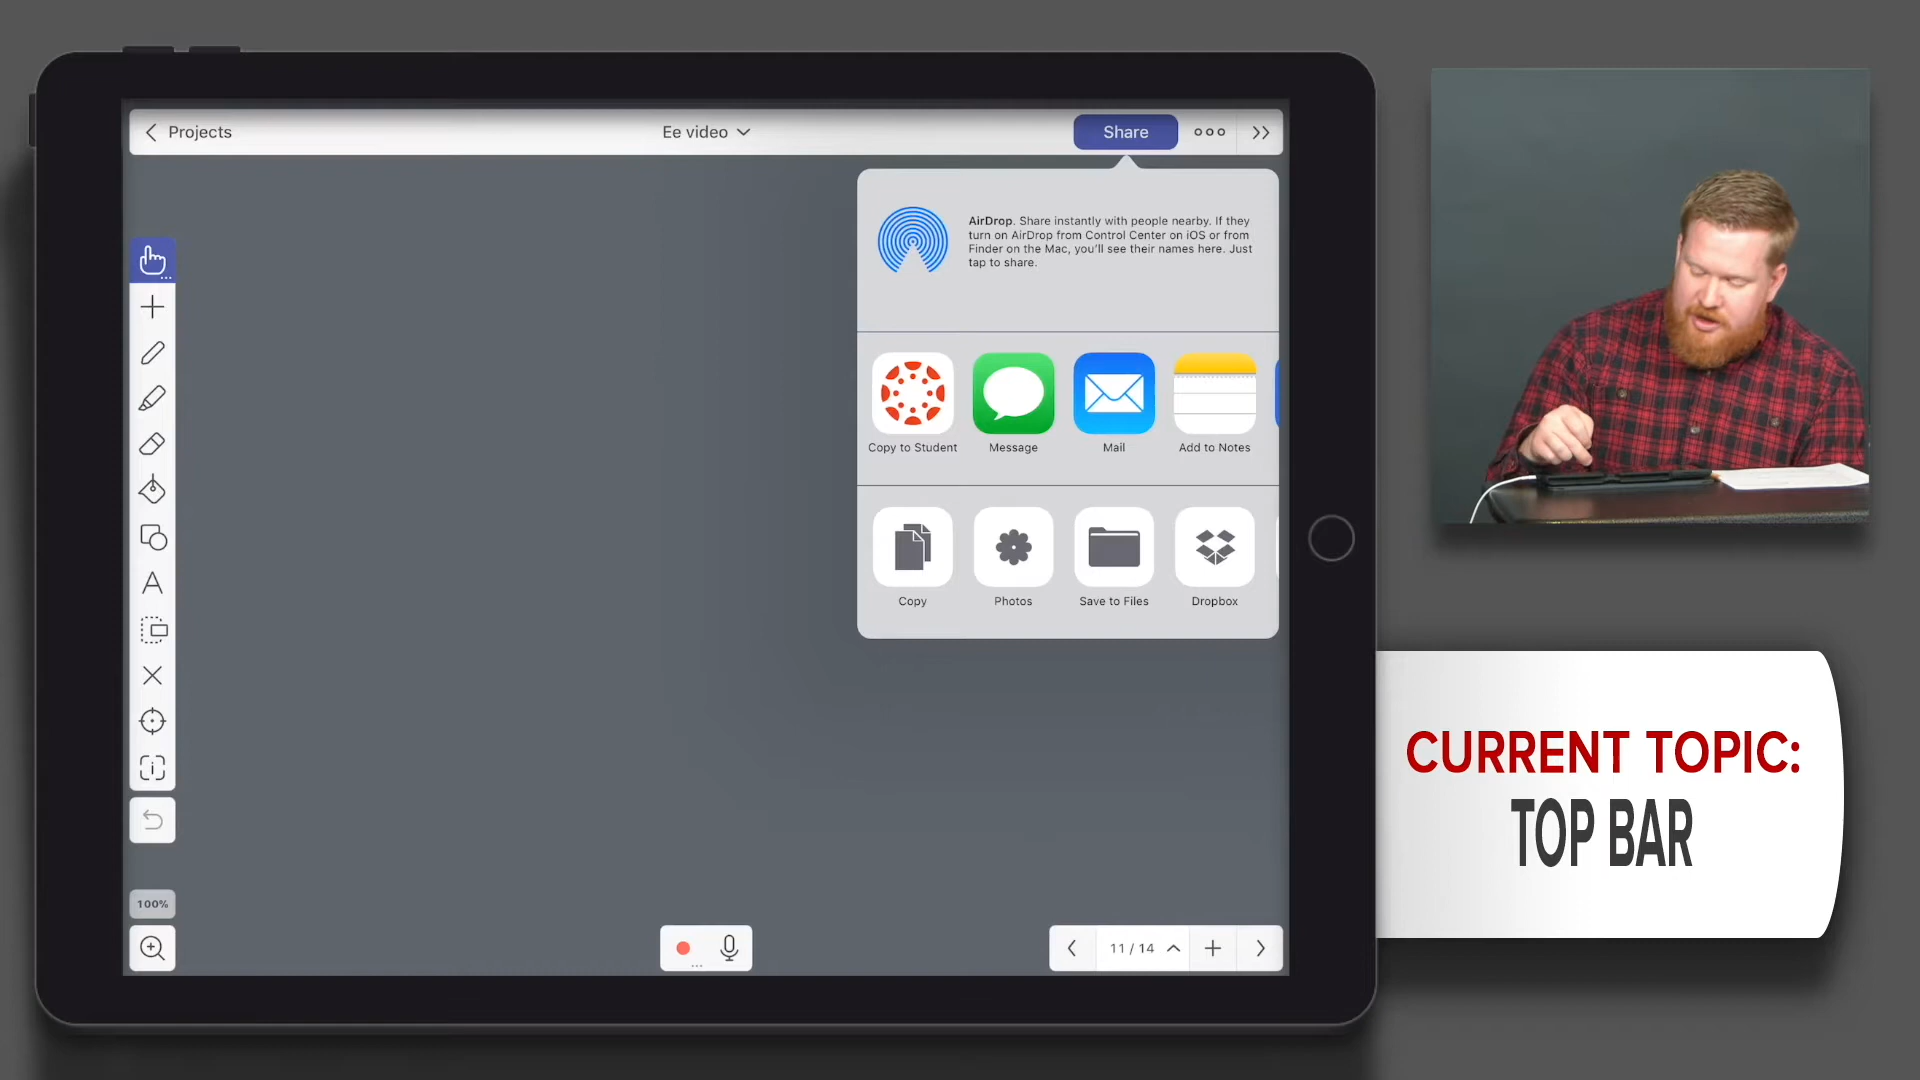 Projects
Ee video
Share
AirDrop. Share instantly with people nearby. If they
turn on AirDrop from Control Center on iOS or from
Finder on the Mac, you'll see their names here. Just
tap to share.
Copy to Student
Message
Mail
Add to Notes
Copy
Photos
Save to Files
Dropbox
100%
11 / 14
CURRENT TOPIC:
TOP BAR